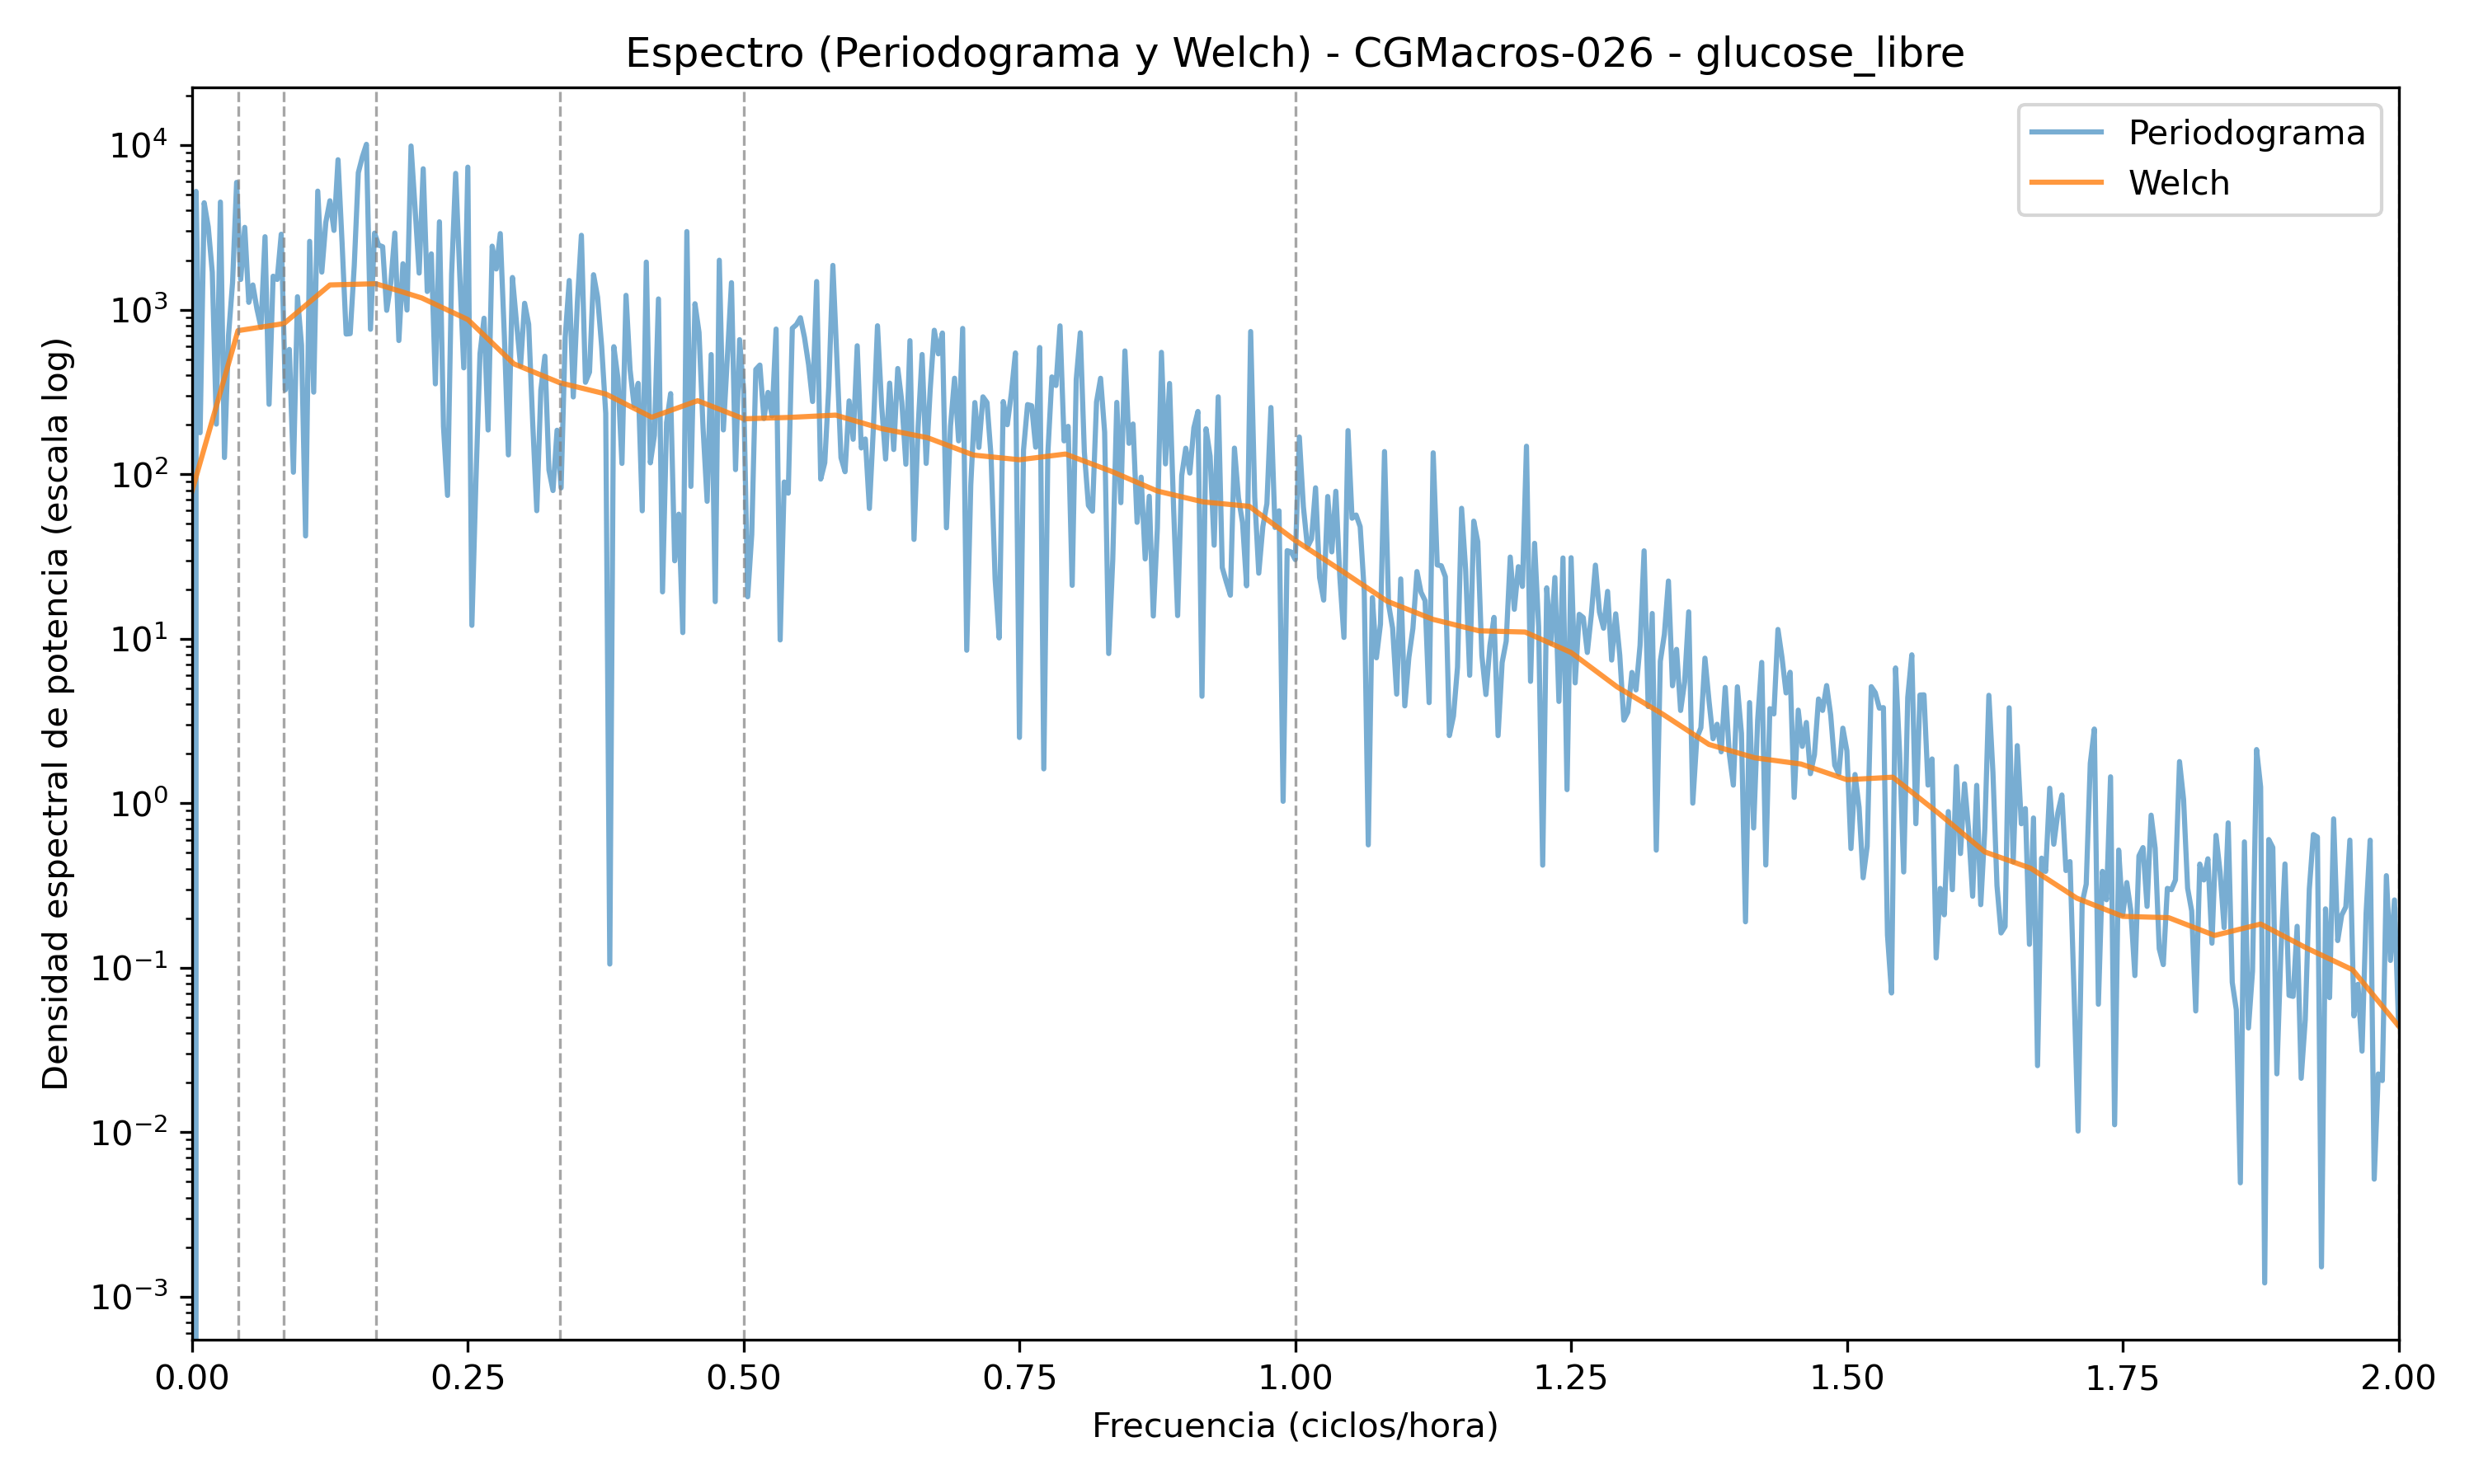 Espectro (Periodograma y Welch) - CGMacros-026 - glucose_libre
Periodograma
Welch
Densidad espectral de potencia (escala log)
10⁴
10³
10²
10¹
10⁰
10⁻¹
10⁻²
10⁻³
0.00 0.25 0.50 0.75 1.00 1.25 1.50 1.75 2.00
Frecuencia (ciclos/hora)